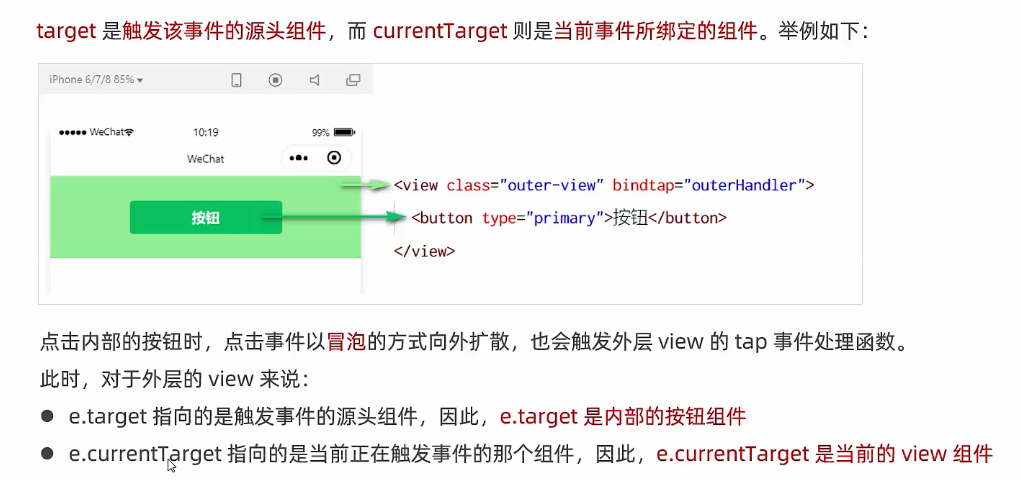 target 是触发该事件的源头组件，而 currentTarget 则是当前事件所绑定的组件。举例如下：
iPhone 6/7/8 85%
WeChat
10:19
99%
WeChat
按钮
<view class="outer-view" bindtap="outerHandler">
<button type="primary">按钮</button>
</view>
点击内部的按钮时，点击事件以冒泡的方式向外扩散，也会触发外层 view 的 tap 事件处理函数。
此时，对于外层的 view 来说：
● e.target 指向的是触发事件的源头组件，因此，e.target 是内部的按钮组件
● e.currentTarget 指向的是当前正在触发事件的那个组件，因此，e.currentTarget 是当前的 view 组件